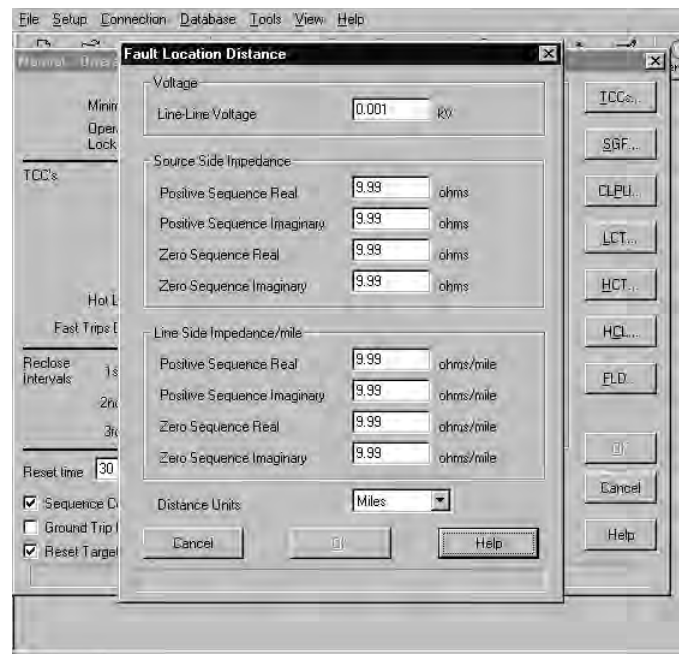 File Setup Connection Database Tools View Help
Fault Location Distance
Voltage
Line-Line Voltage 0.001 kv
Source Side Impedance
Positive Sequence Real 9.99 ohms
Positive Sequence Imaginary 9.99 ohms
Zero Sequence Real 9.99 ohms
Zero Sequence Imaginary 9.99 ohms
Line Side Impedance/mile
Positive Sequence Real 9.99 ohms/mile
Positive Sequence Imaginary 9.99 ohms/mile
Zero Sequence Real 9.99 ohms/mile
Zero Sequence Imaginary 9.99 ohms/mile
Distance Units Miles
Cancel Help
Lock
TCC's
Fast Trips
Reclose
Intervals 1s
2nd
3rd
Reset time 30
Sequence
Ground Trip
Reset Target
TCCs...
SGF...
CLPU...
LCT...
HCT...
HCL...
FLD...
Cancel
Help